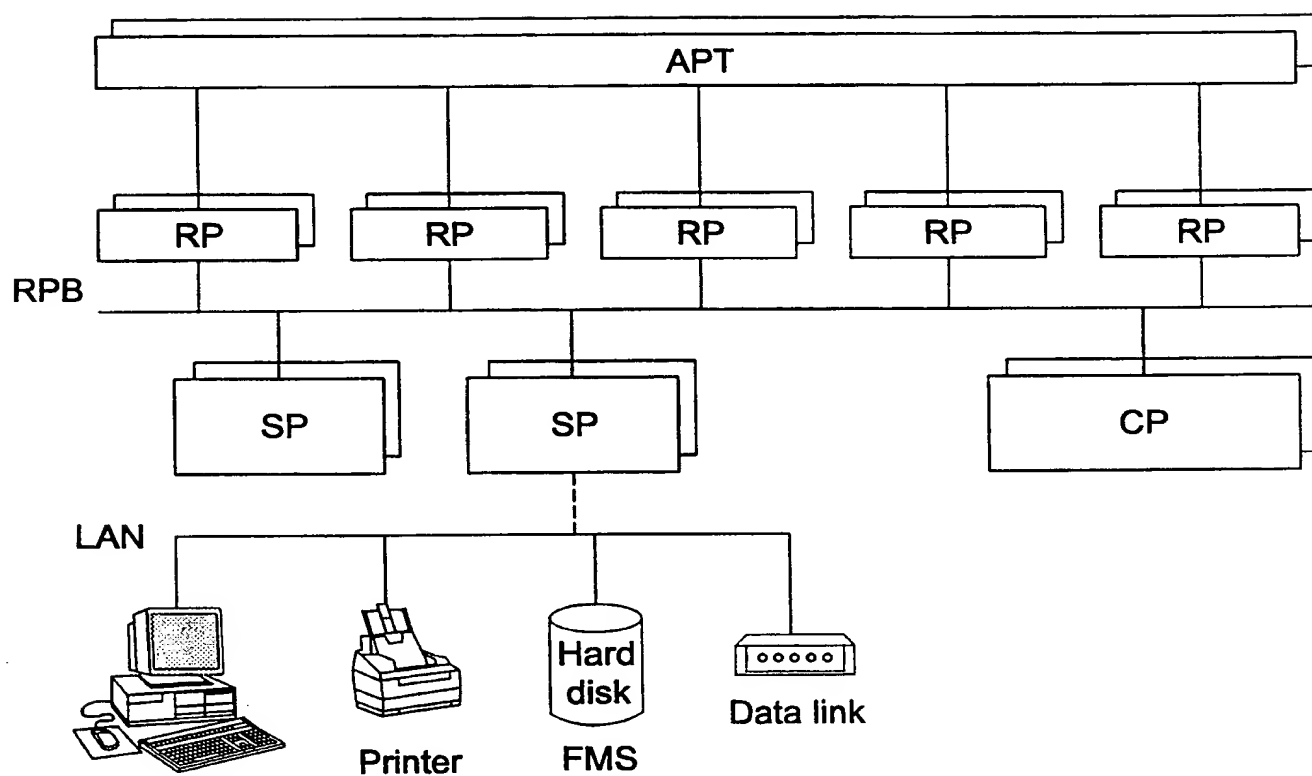 APT
RP RP RP RP RP
RPB
SP SP CP
LAN
Hard
disk
Data link
Printer FMS